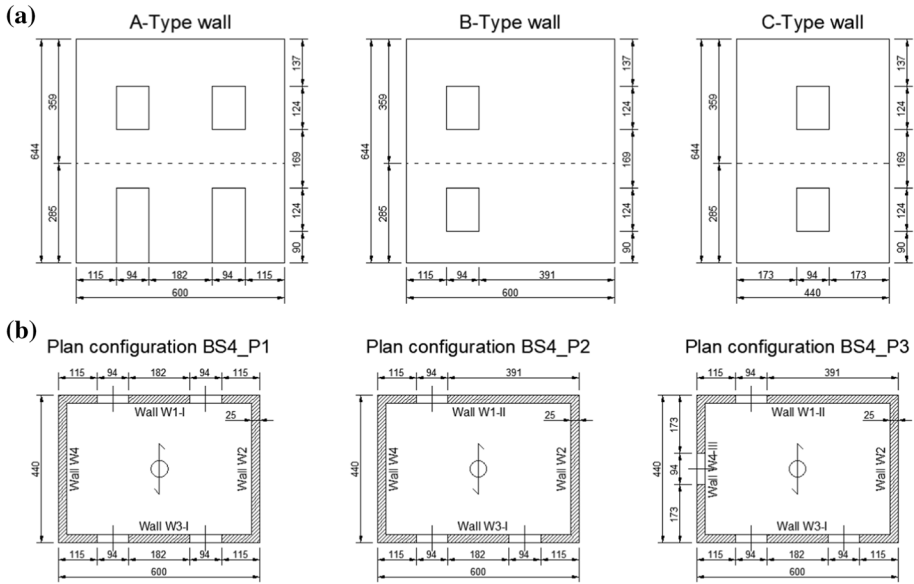 (a)
A-Type wall
B-Type wall
C-Type wall
644
359
285
137
124
169
124
90
115 94 182 94 115
600
644
359
285
137
124
169
124
90
115 94 391
600
644
359
285
137
124
169
124
90
173 94 173
440
(b)
Plan configuration BS4_P1
115 94 182 94 115
Wall W1-I
25
440
Wall W4
Wall W2
Wall W3-I
115 94 182 94 115
600
Plan configuration BS4_P2
115 94 391
Wall W1-II
25
440
Wall W4
Wall W2
Wall W3-I
115 94 182 94 115
600
Plan configuration BS4_P3
115 94 391
Wall W1-II
25
440
173
94
173
Wall W4-III
Wall W2
Wall W3-I
115 94 182 94 115
600